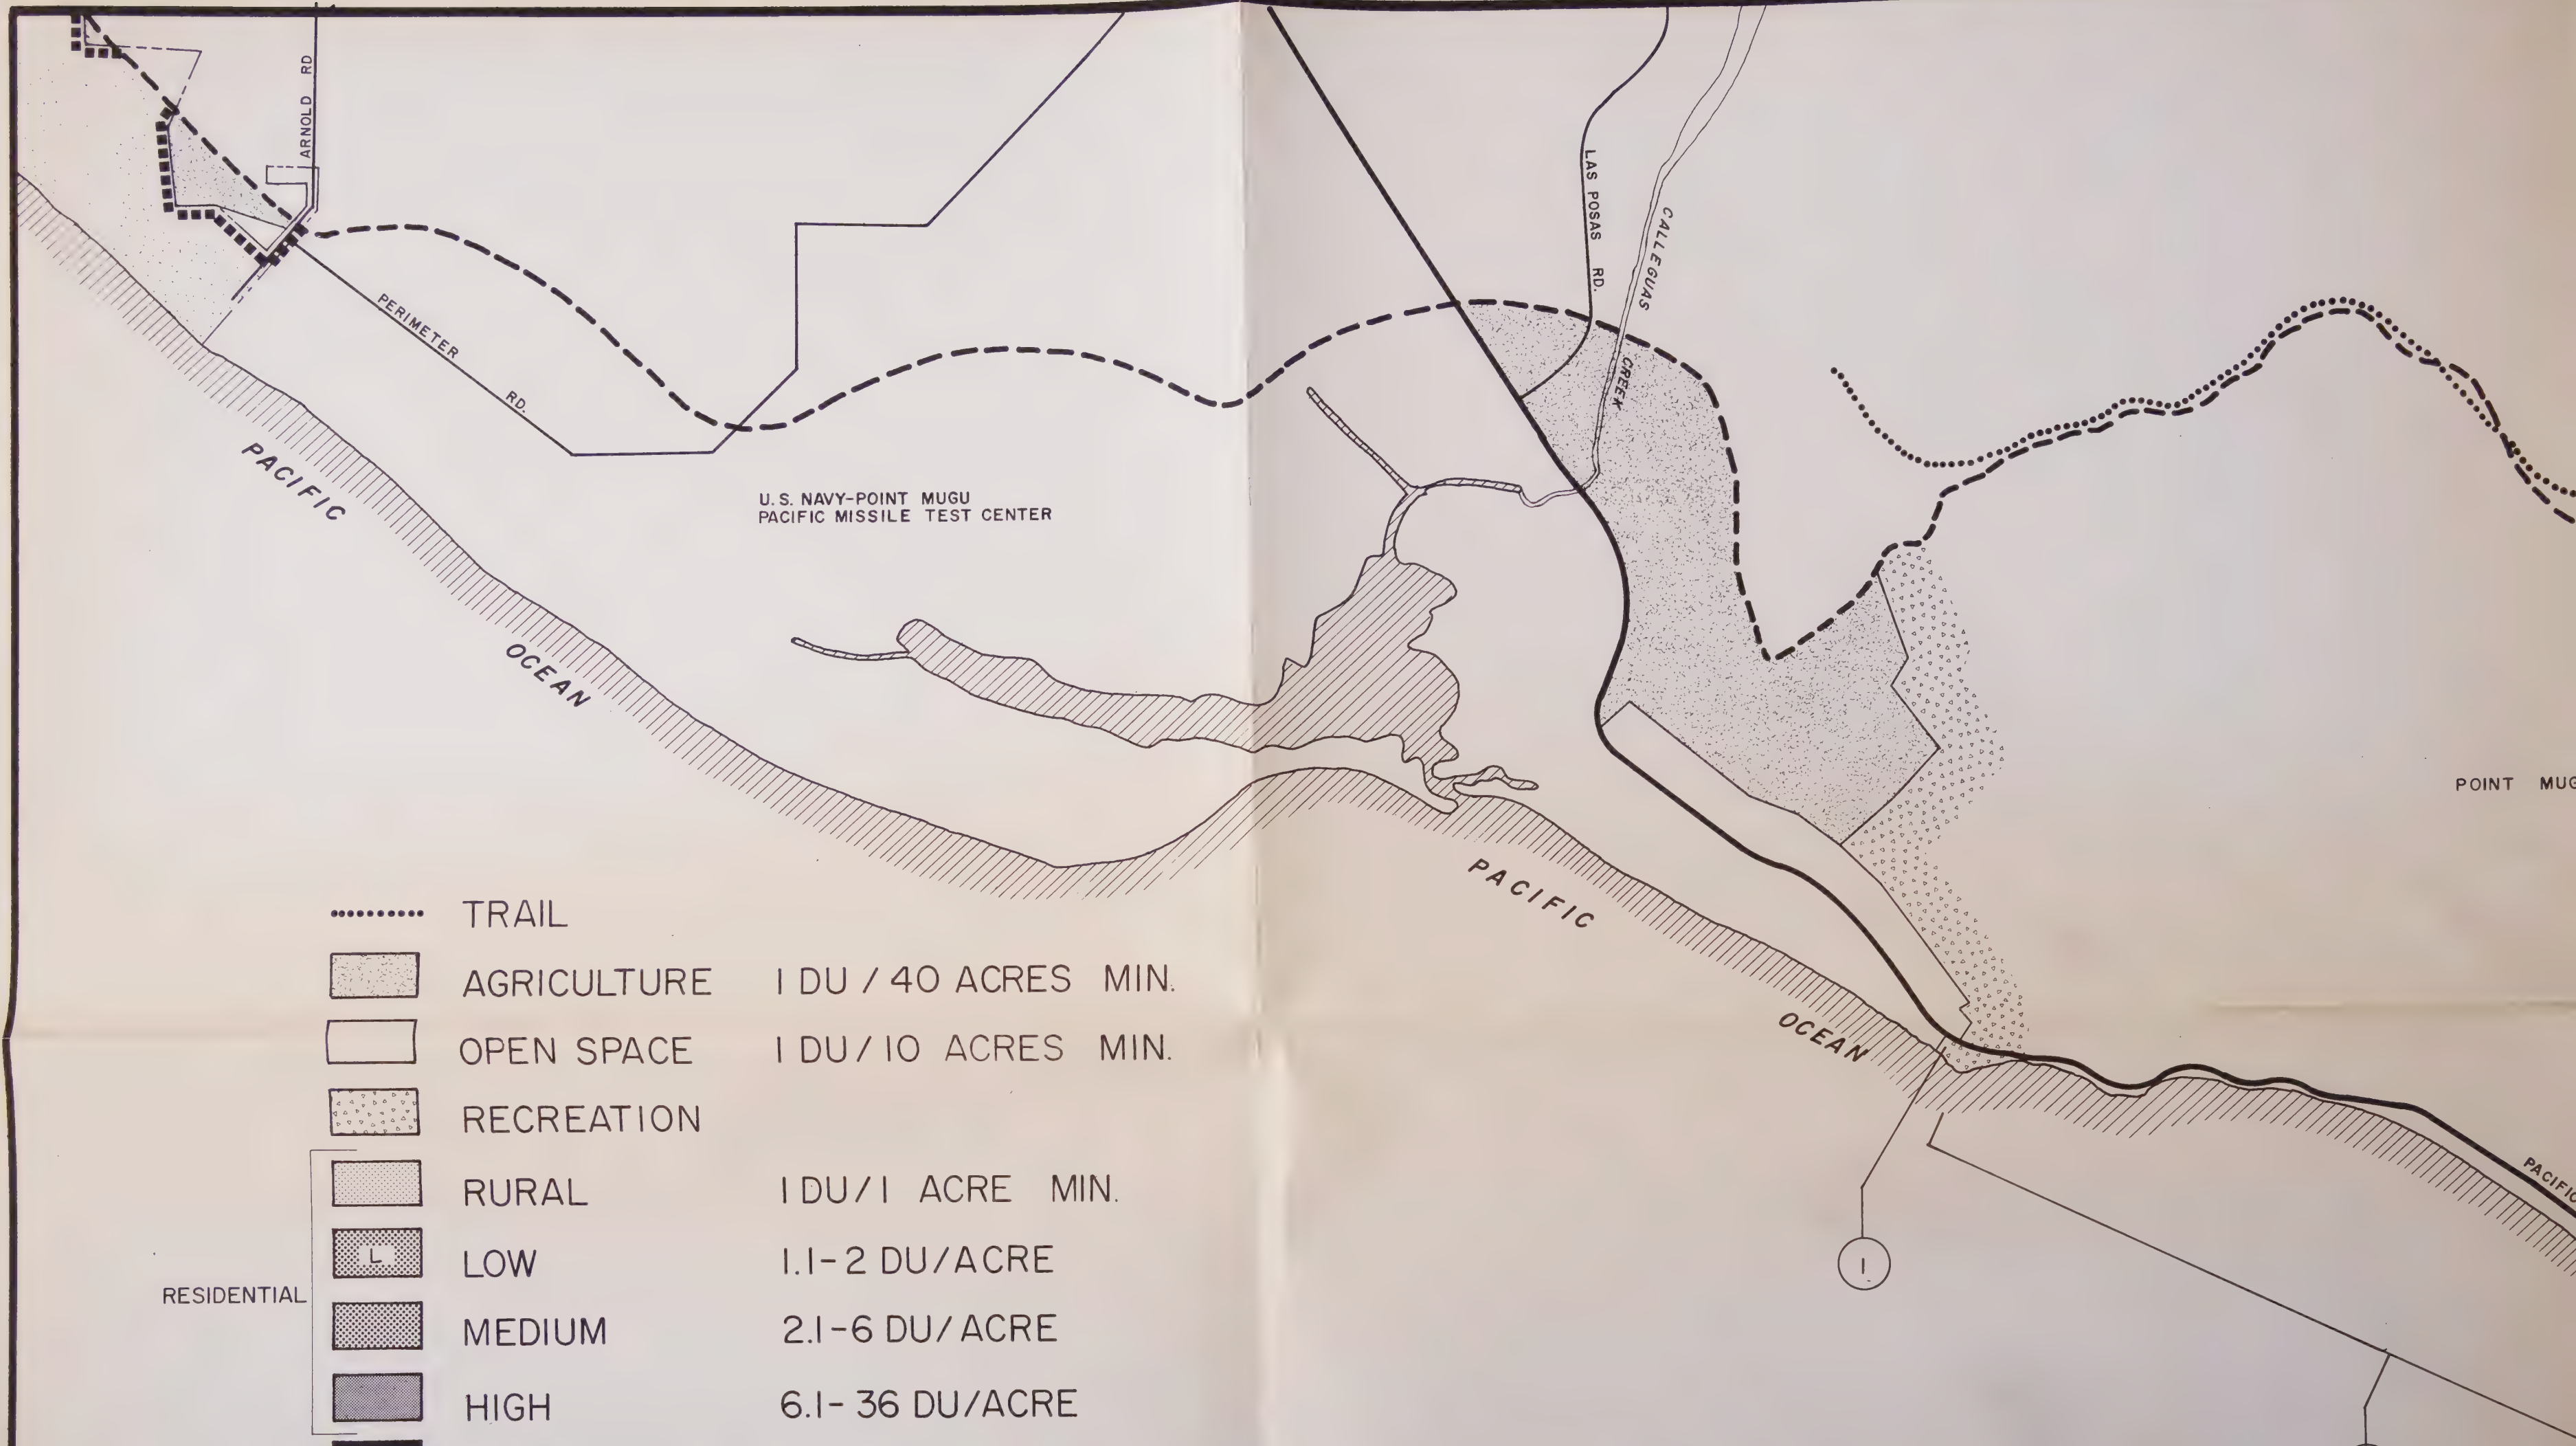 ARNOLD RD
LAS POSAS RD.
CALLEGUAS
CREEK
PERIMETER
RD.
PACIFIC
OCEAN
U.S. NAVY-POINT MUGU
PACIFIC MISSILE TEST CENTER
POINT MUG
PACIFIC
OCEAN
PACIFIC
1
TRAIL
AGRICULTURE 1 DU / 40 ACRES MIN.
OPEN SPACE 1 DU / 10 ACRES MIN.
RECREATION
RESIDENTIAL
RURAL 1 DU/1 ACRE MIN.
L LOW 1.1-2 DU/ACRE
MEDIUM 2.1-6 DU/ACRE
HIGH 6.1-36 DU/ACRE